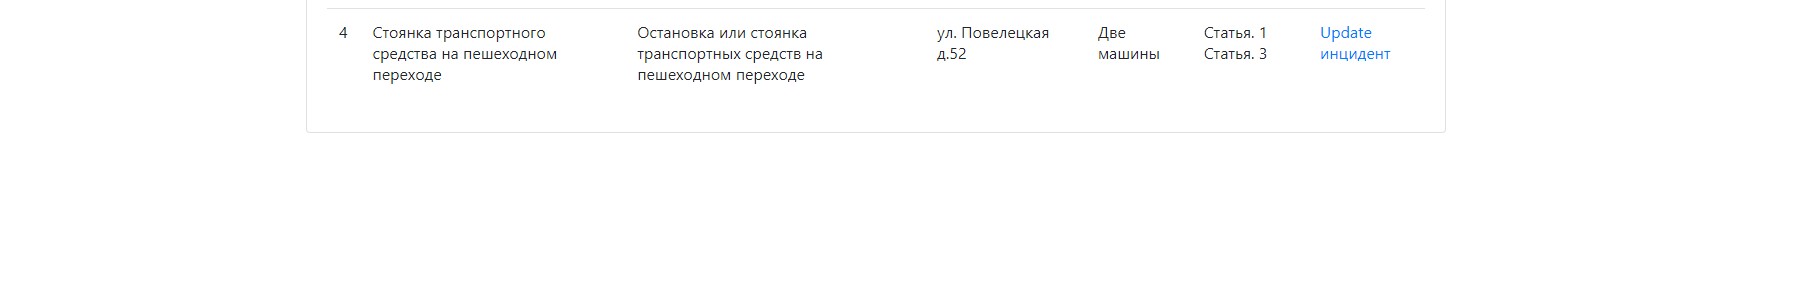 4 Стоянка транспортного Остановка или стоянка ул. Повелецкая Две Статья. 1 Update
средства на пешеходном транспортных средств на д.52 машины Статья. 3 инцидент
переходе пешеходном переходе